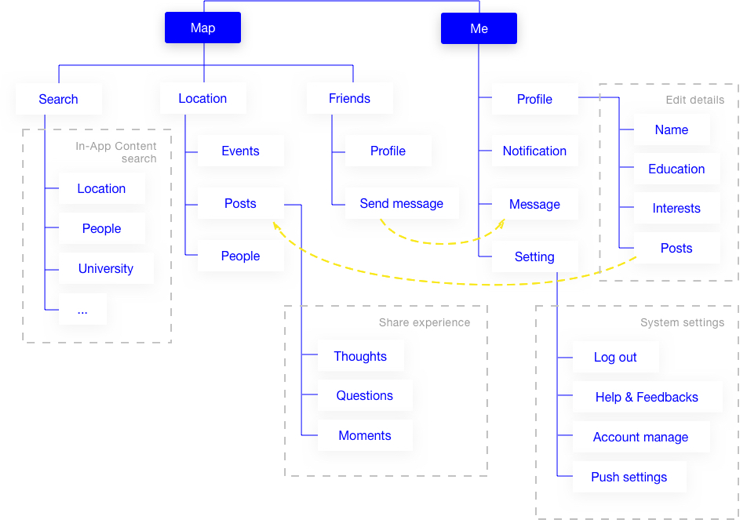 Map
Me
Search
Location
Friends
Profile
Edit details
In-App Content
search
Location
People
University
...
Events
Posts
People
Profile
Send message
Notification
Message
Setting
Name
Education
Interests
Posts
Share experience
Thoughts
Questions
Moments
System settings
Log out
Help & Feedbacks
Account manage
Push settings